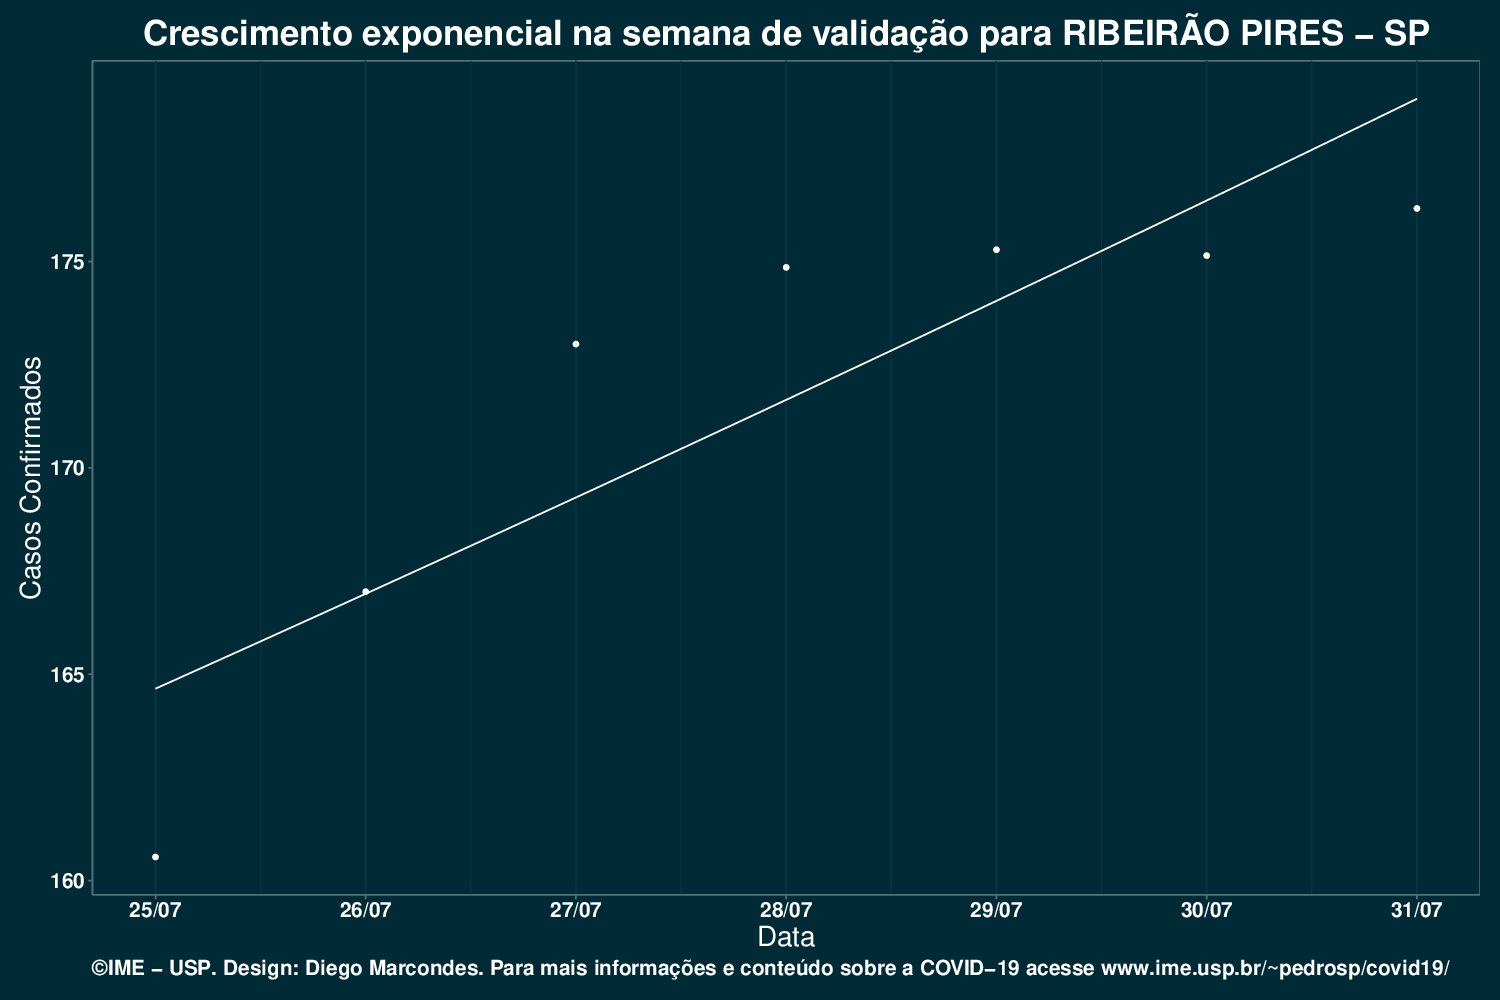 Crescimento exponencial na semana de validação para RIBEIRÃO PIRES – SP
175
170
165
160
Casos Confirmados
25/07 26/07 27/07 28/07 29/07 30/07 31/07
Data
©IME – USP. Design: Diego Marcondes. Para mais informações e conteúdo sobre a COVID–19 acesse www.ime.usp.br/~pedrosp/covid19/